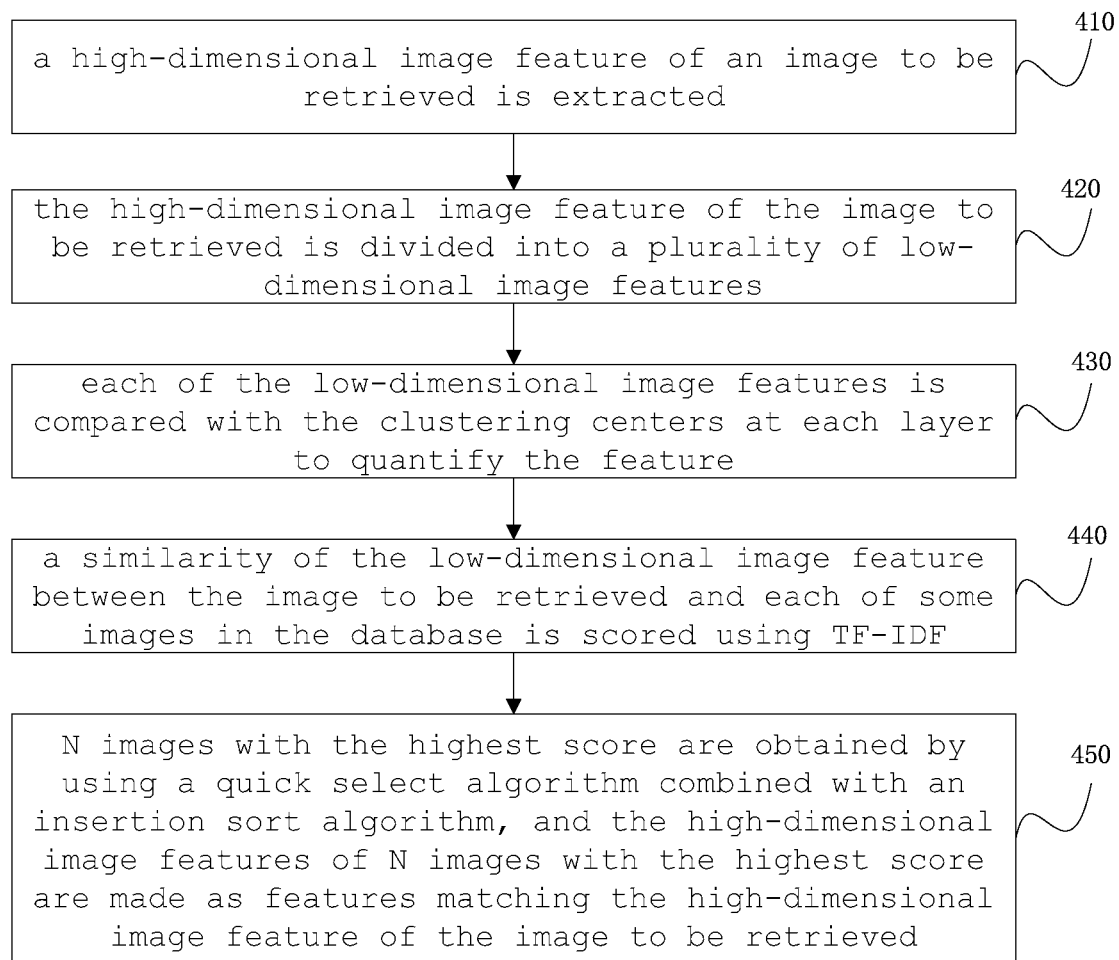 410
a high-dimensional image feature of an image to be
retrieved is extracted
420
the high-dimensional image feature of the image to
be retrieved is divided into a plurality of low-
dimensional image features
430
each of the low-dimensional image features is
compared with the clustering centers at each layer
to quantify the feature
440
a similarity of the low-dimensional image feature
between the image to be retrieved and each of some
images in the database is scored using TF-IDF
450
N images with the highest score are obtained by
using a quick select algorithm combined with an
insertion sort algorithm, and the high-dimensional
image features of N images with the highest score
are made as features matching the high-dimensional
image feature of the image to be retrieved